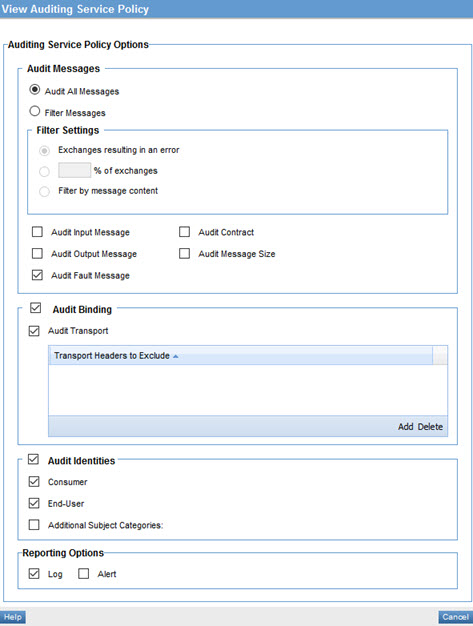 View Auditing Service Policy
Auditing Service Policy Options
Audit Messages
Audit All Messages
Filter Messages
Filter Settings
Exchanges resulting in an error
% of exchanges
Filter by message content
Audit Input Message Audit Contract
Audit Output Message Audit Message Size
Audit Fault Message
Audit Binding
Audit Transport
Transport Headers to Exclude
Add Delete
Audit Identities
Consumer
End-User
Additional Subject Categories:
Reporting Options
Log Alert
Help Cancel